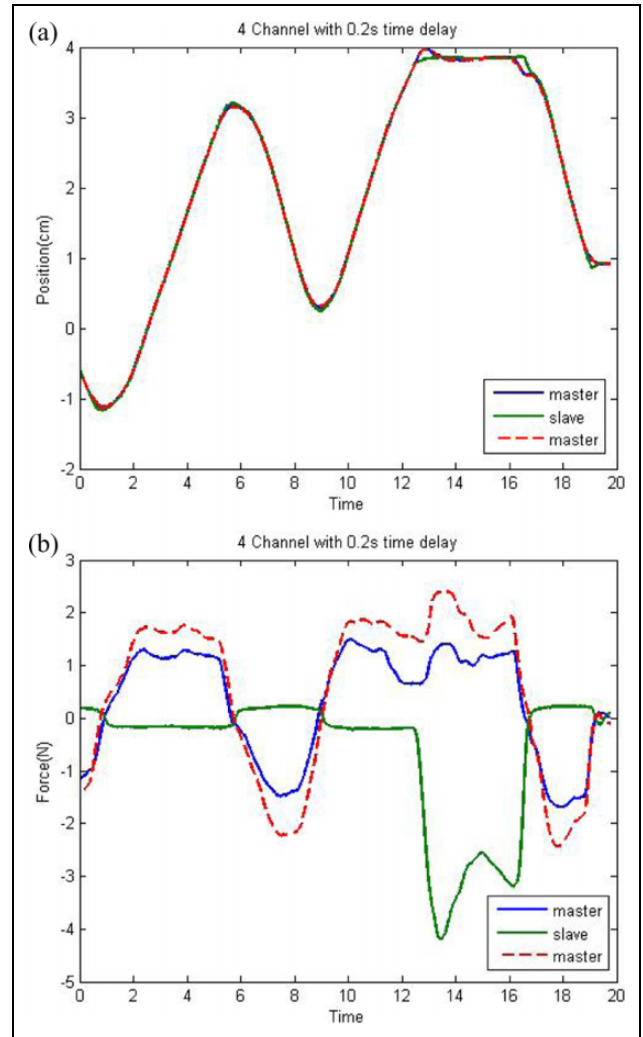 (a)
4 Channel with 0.2s time delay
4
3
2
1
0
-1
-2
Position(cm)
0 2 4 6 8 10 12 14 16 18 20
Time
master
slave
master
(b)
4 Channel with 0.2s time delay
3
2
1
0
-1
-2
-3
-4
-5
Force(N)
0 2 4 6 8 10 12 14 16 18 20
Time
master
slave
master